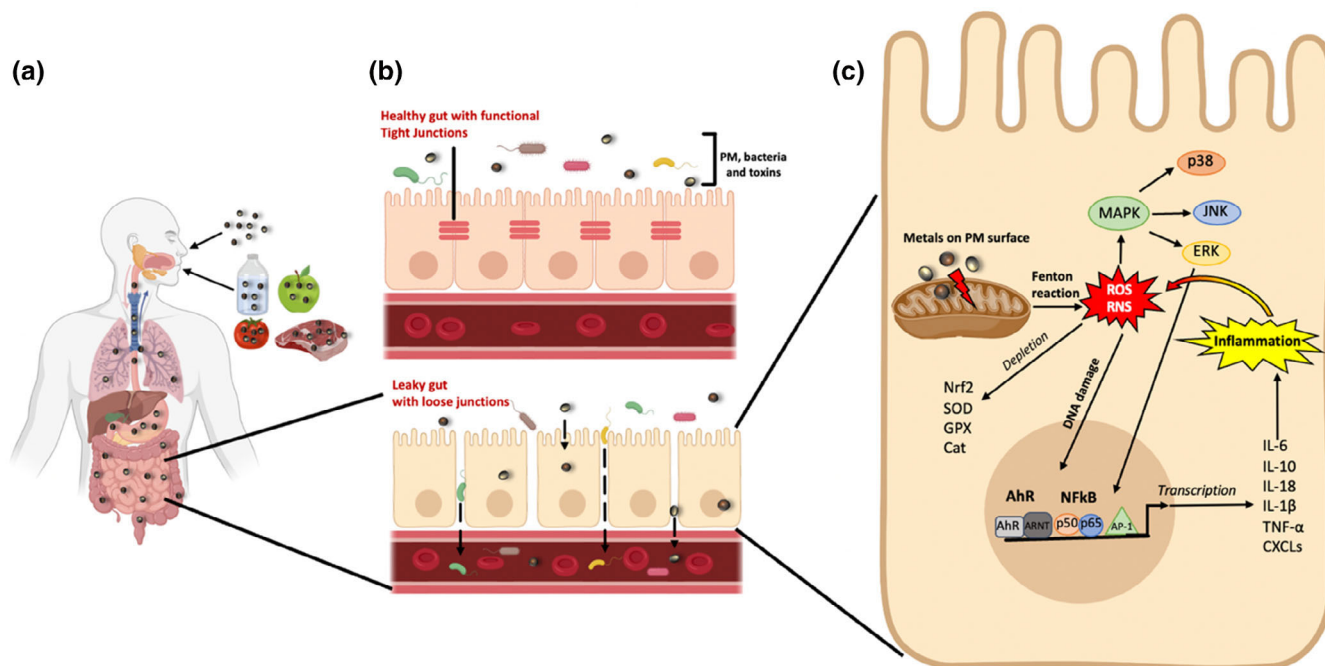 (a)
(b)
Healthy gut with functional
Tight Junctions
PM, bacteria
and toxins
Leaky gut
with loose junctions
(c)
p38
MAPK
JNK
ERK
Metals on PM surface
Fenton
reaction
ROS
RNS
Inflammation
Depletion
Nrf2
SOD
GPX
Cat
DNA damage
AhR
NFkB
AhR
ARNT
p50
p65
AP-1
Transcription
IL-6
IL-10
IL-18
IL-1β
TNF-α
CXCLs